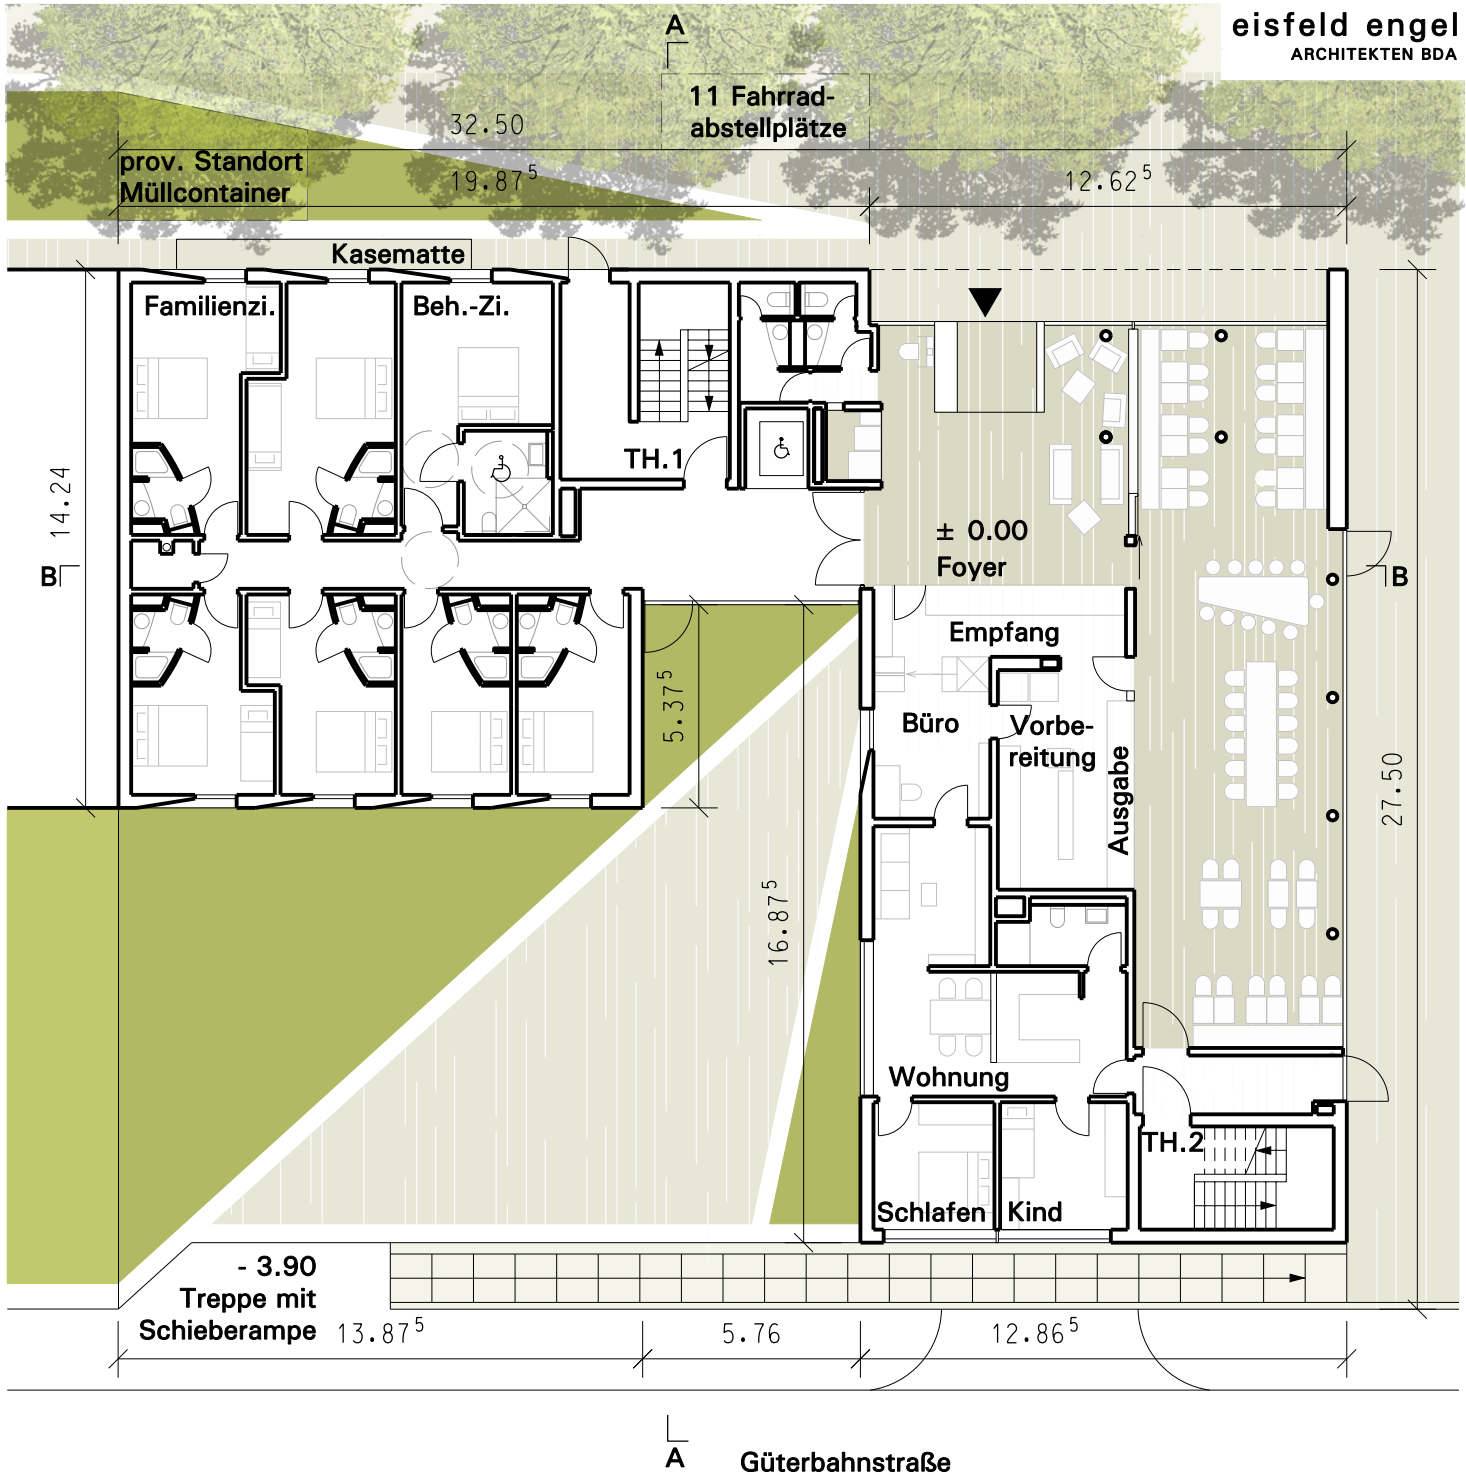 A
eisfeld engel
ARCHITEKTEN BDA
11 Fahrrad-
abstellplätze
32.50
prov. Standort
Müllcontainer
19.87⁵
12.62⁵
Kasematte
Familienzi.
Beh.-Zi.
TH.1
14.24
± 0.00
Foyer
B
B
Empfang
5.37⁵
Büro
Vorbe-
reitung
Ausgabe
27.50
16.87⁵
Wohnung
TH.2
Schlafen
Kind
- 3.90
Treppe mit
Schieberampe
13.87⁵
5.76
12.86⁵
A
Güterbahnstraße